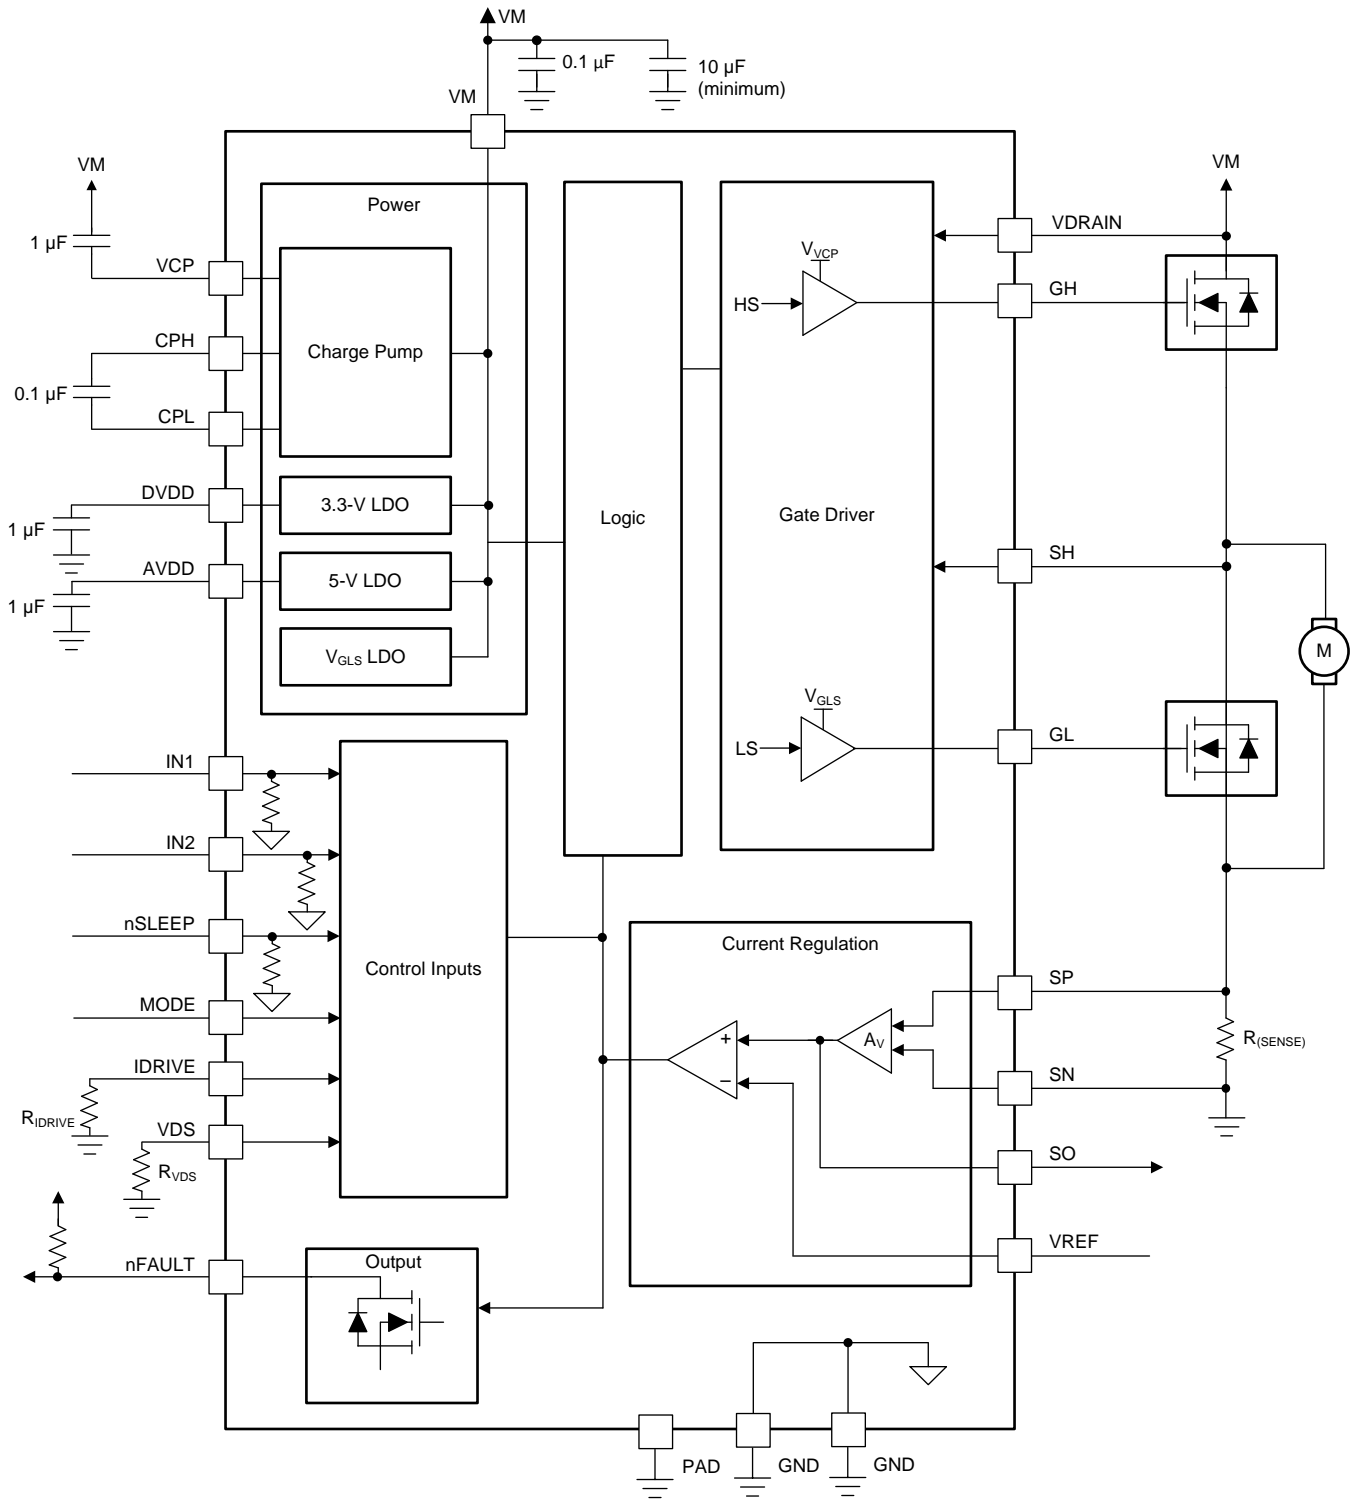 VM
0.1 µF
10 µF
(minimum)
VM
VM
1 µF
VCP
CPH
0.1 µF
CPL
DVDD
1 µF
AVDD
1 µF
Power
Charge Pump
3.3-V LDO
5-V LDO
VGLS LDO
Logic
VVCP
HS
Gate Driver
VGLS
LS
VM
VDRAIN
GH
SH
M
GL
IN1
IN2
nSLEEP
MODE
IDRIVE
RIDRIVE
VDS
RVDS
nFAULT
Control Inputs
Output
Current Regulation
+
−
AV
SP
R(SENSE)
SN
SO
VREF
PAD
GND
GND